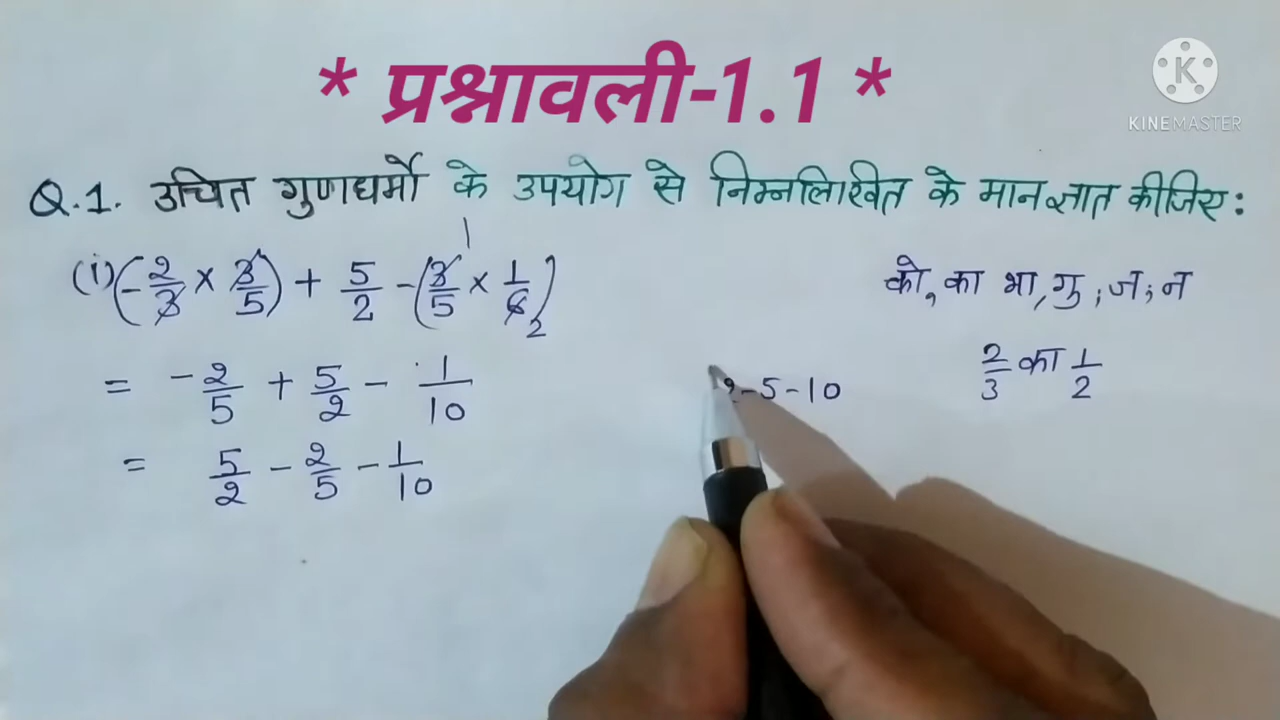 * प्रश्नावली-1.1 *
KINEMASTER
Q.1. उचित गुणधर्मो के उपयोग से निम्नलिखित के मान ज्ञात कीजिए:
(i) (-2/3 × 3/5) + 5/2 - (3/5 × 1/6)
1
2
को, का भा, गु, ज, न
= -2/5 + 5/2 - 1/10
2/3 का 1/2
2-5-10
= 5/2 - 2/5 - 1/10